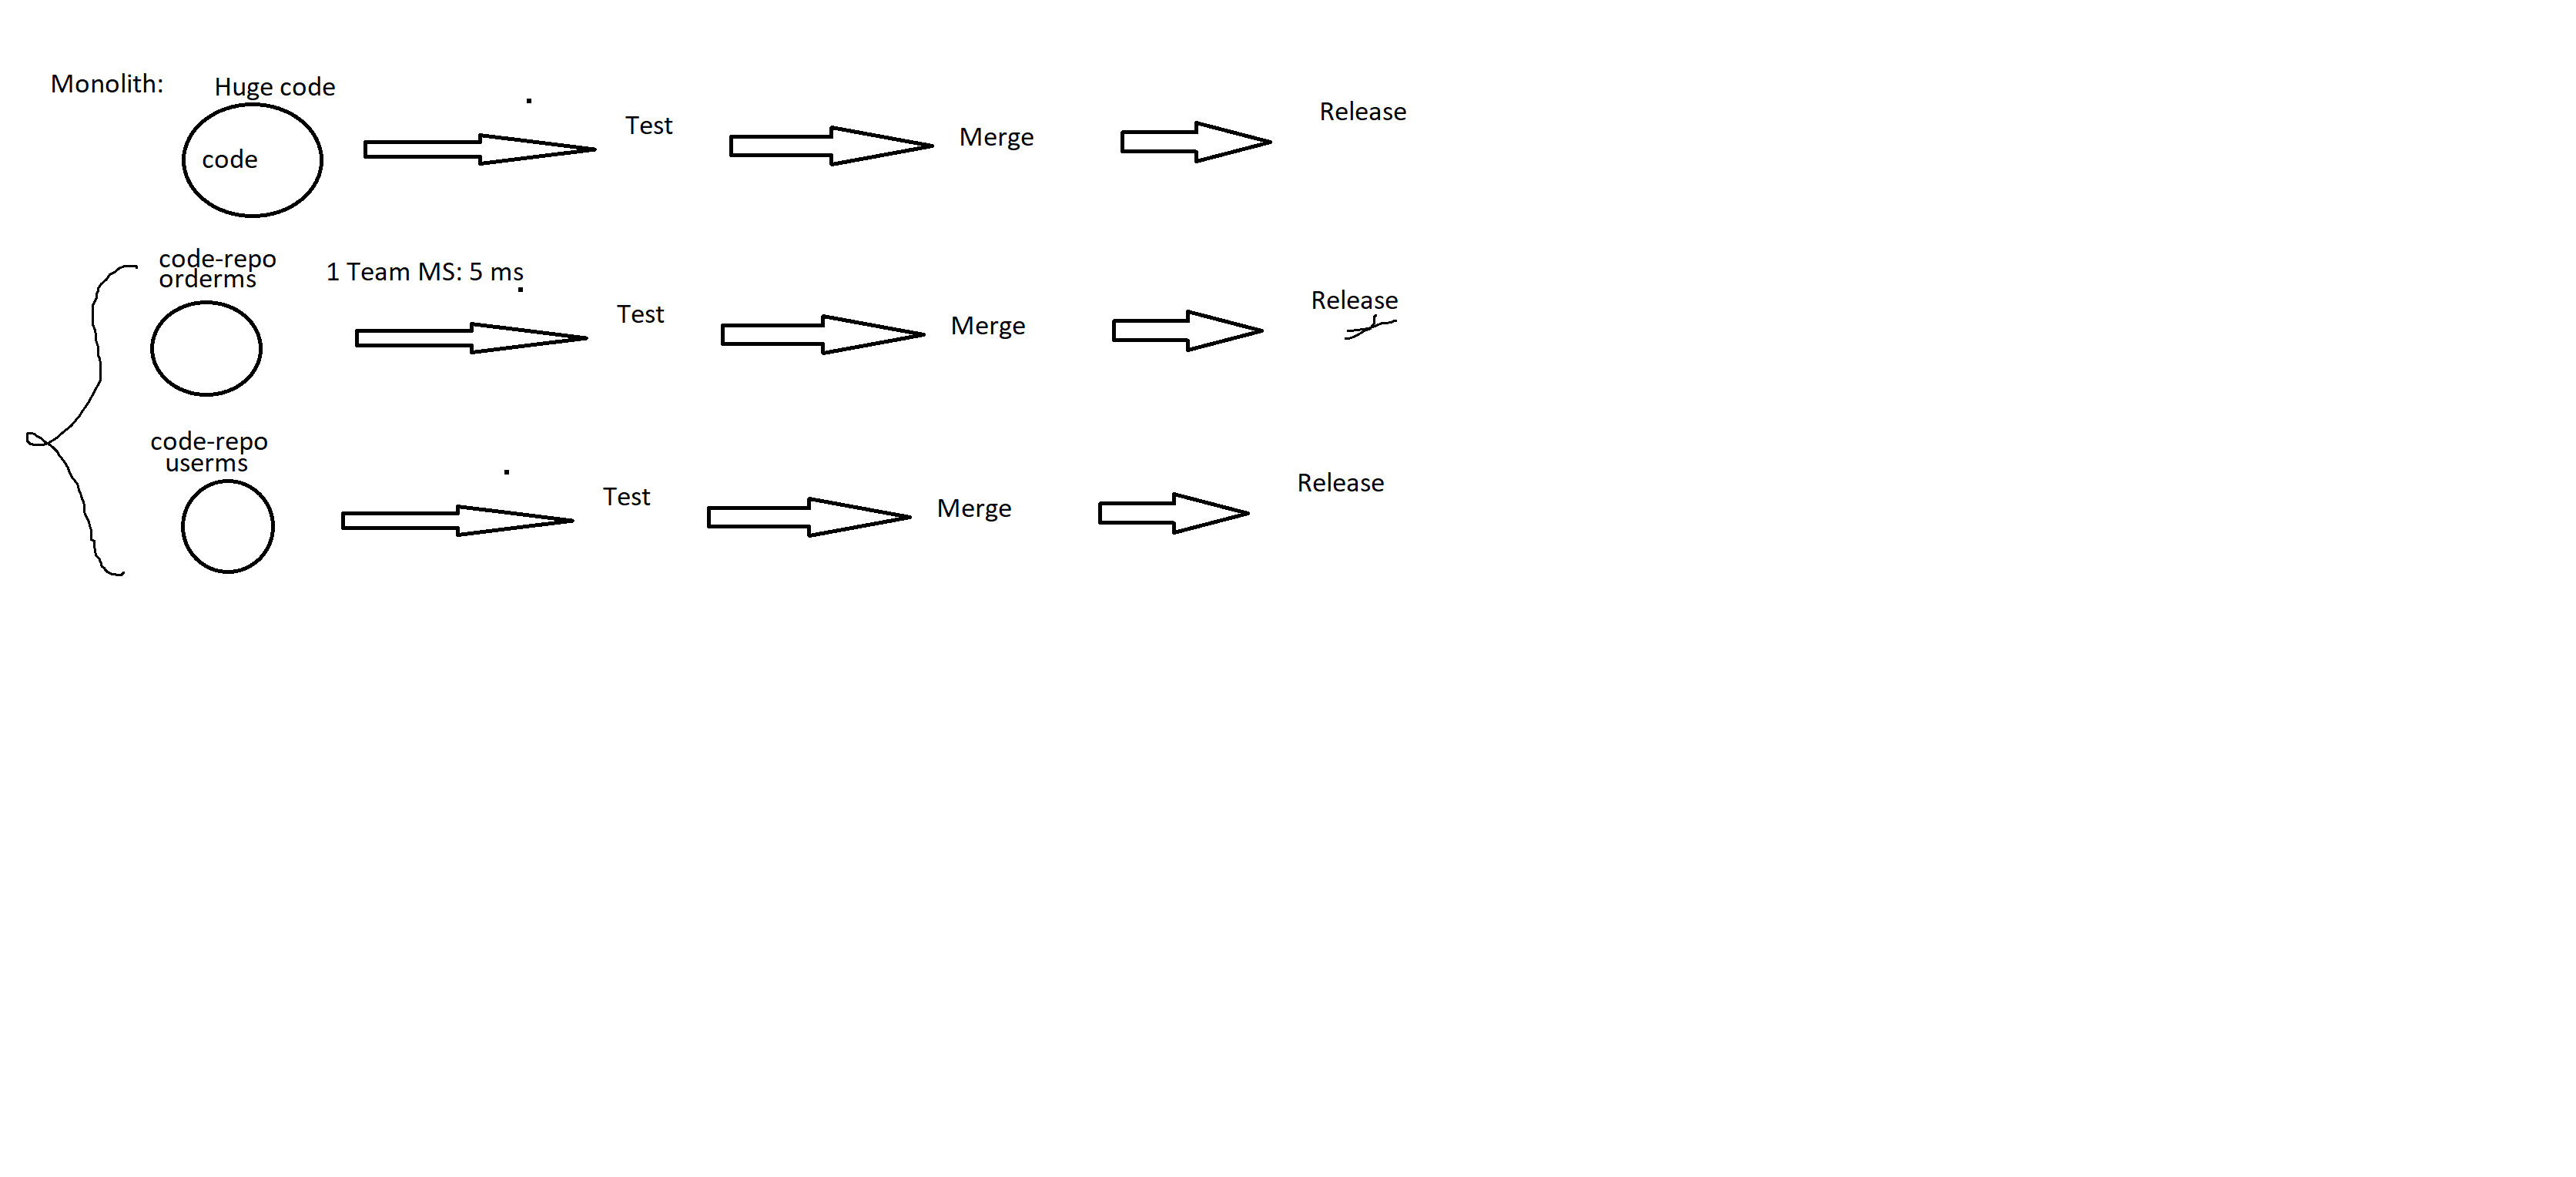 Monolith:
Huge code
code
Test
Merge
Release
code-repo
orderms
1 Team MS: 5 ms
Test
Merge
Release
code-repo
userms
Test
Merge
Release